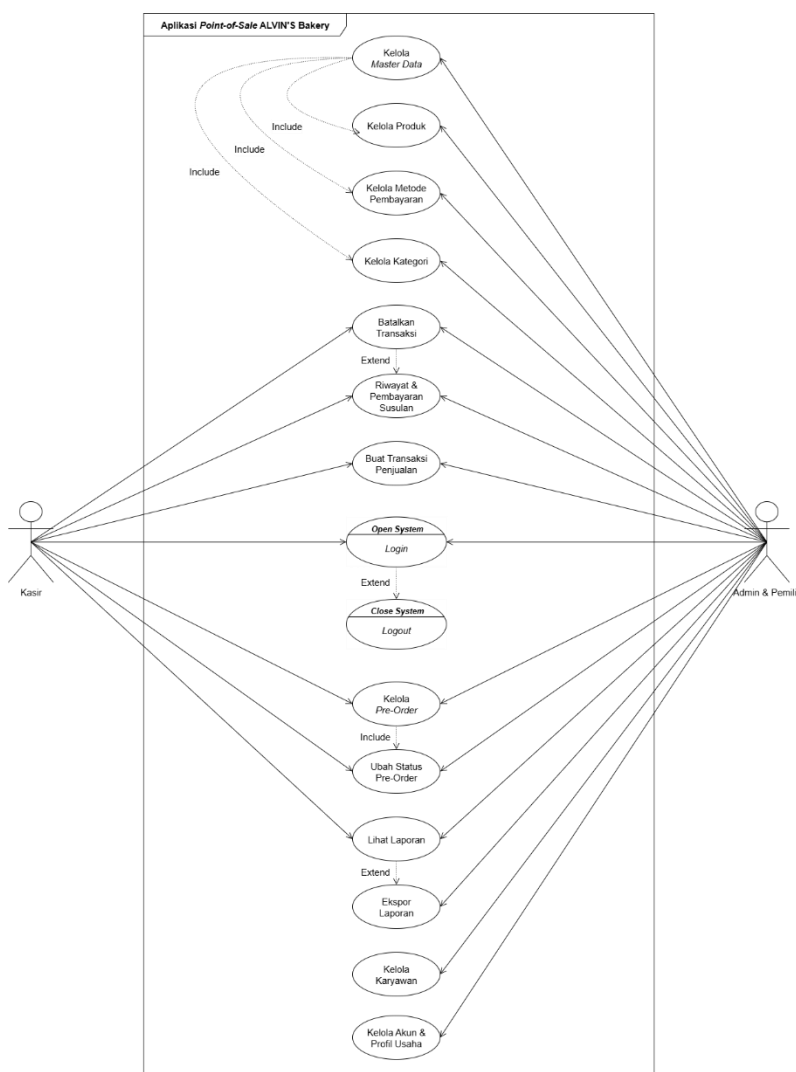 Aplikasi Point-of-Sale ALVIN'S Bakery
Kelola
Master Data
Include
Kelola Produk
Include
Include
Kelola Metode
Pembayaran
Kelola Kategori
Batalkan
Transaksi
Extend
Riwayat &
Pembayaran
Susulan
Buat Transaksi
Penjualan
Open System
Login
Kasir
Admin & Pemili
Extend
Close System
Logout
Kelola
Pre-Order
Include
Ubah Status
Pre-Order
Lihat Laporan
Extend
Ekspor
Laporan
Kelola
Karyawan
Kelola Akun &
Profil Usaha